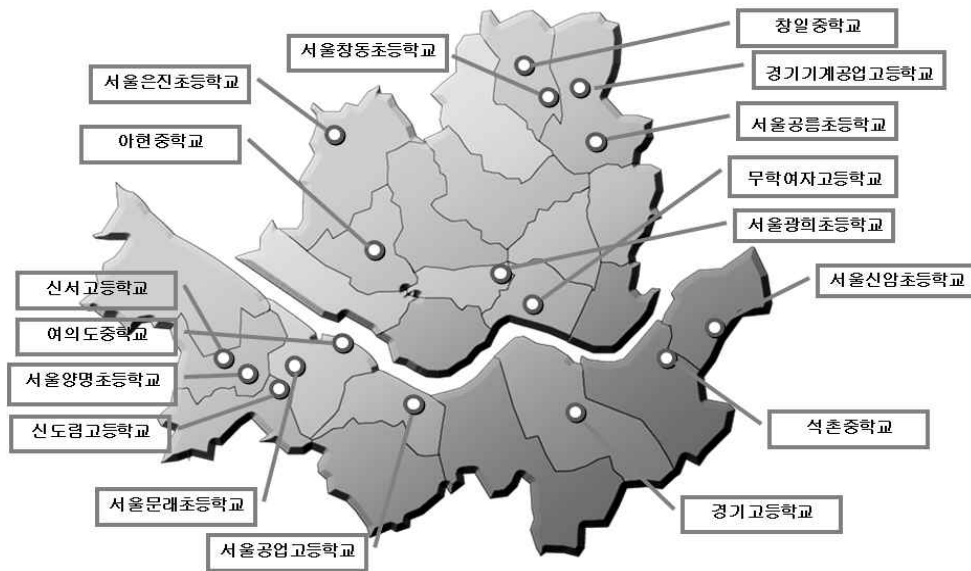 창일중학교
서울창동초등학교
경기기계공업고등학교
서울은진초등학교
서울공릉초등학교
아현중학교
무학여자고등학교
서울광희초등학교
서울신암초등학교
신서고등학교
여의도중학교
서울양명초등학교
신도림고등학교
석촌중학교
서울문래초등학교
경기고등학교
서울공업고등학교